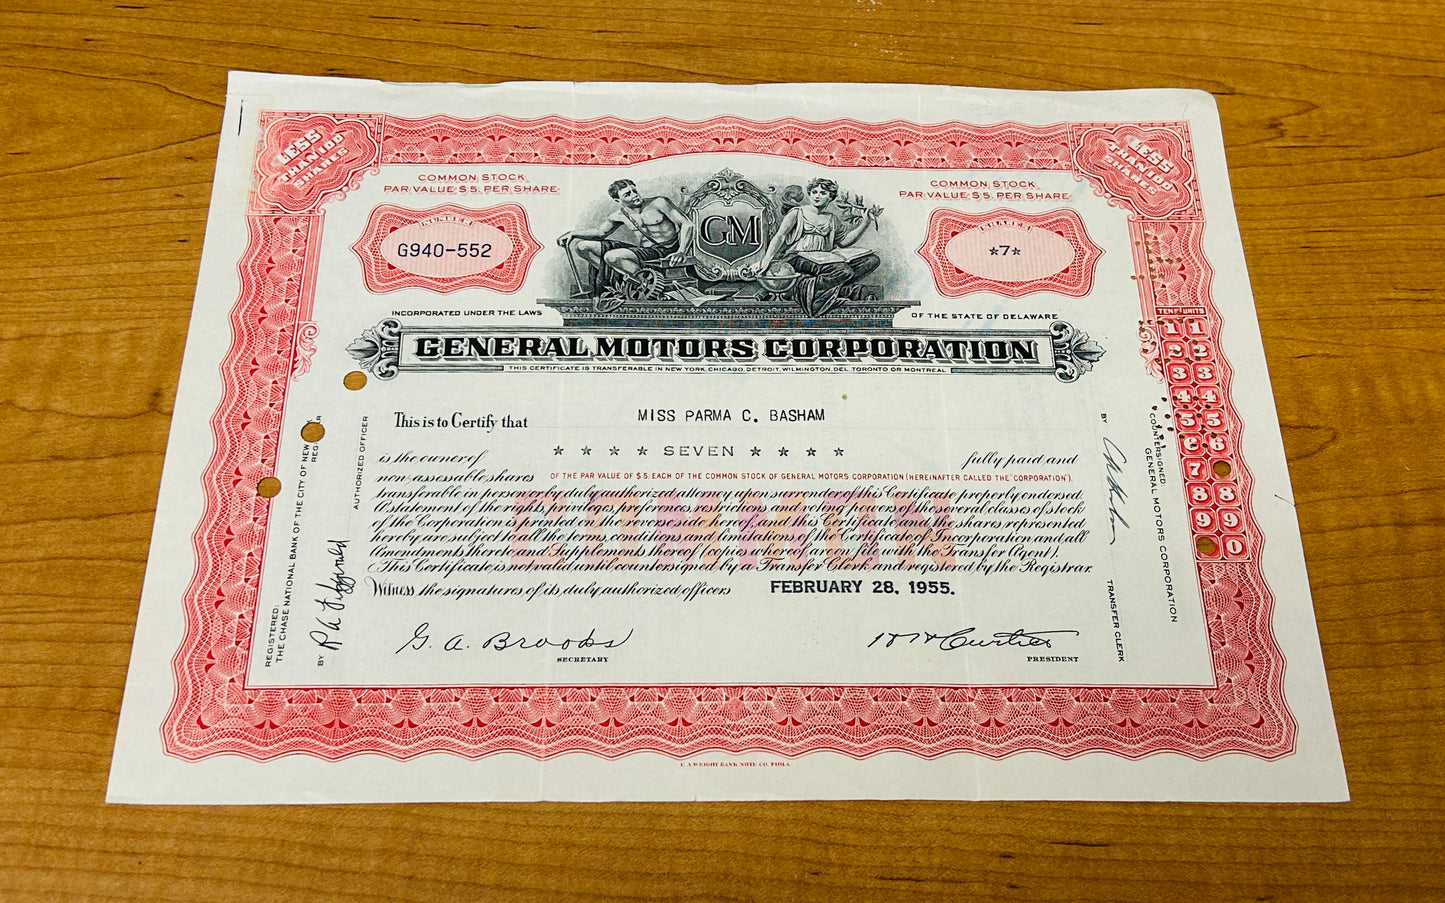 LESS
THAN 100
SHARES
LESS
THAN 100
SHARES
COMMON STOCK
PAR VALUE $5 PER SHARE
COMMON STOCK
PAR VALUE $5 PER SHARE
NUMBER
G940-552
GM
*7*
INCORPORATED UNDER THE LAWS
OF THE STATE OF DELAWARE
GENERAL MOTORS CORPORATION
THIS CERTIFICATE IS TRANSFERABLE IN NEW YORK, CHICAGO, DETROIT, WILMINGTON, DEL. TORONTO OR MONTREAL
This is to Certify that
MISS PARMA C. BASHAM
is the owner of
* * * * SEVEN * * * * *
fully paid and
non-assessable shares OF THE PAR VALUE OF $5. EACH OF THE COMMON STOCK OF GENERAL MOTORS CORPORATION (HEREINAFTER CALLED THE "CORPORATION"),
transferable in person or by duly authorized attorney upon surrender of this Certificate properly endorsed.
A statement of the rights, privileges, preferences, restrictions and voting powers of the several classes of stock
of the Corporation is printed on the reverse side hereof, and this Certificate and the shares represented
hereby are subject to all the terms, conditions and limitations of the Certificate of Incorporation and all
Amendments thereto and Supplements thereof (copies whereof are on file with the Transfer Agent).
This Certificate is not valid until countersigned by a Transfer Clerk and registered by the Registrar.
Witness the signatures of its duly authorized officers
FEBRUARY 28, 1955.
G. A. Brooks
SECRETARY
H H Curtice
PRESIDENT
REGISTERED:
THE CHASE NATIONAL BANK OF THE CITY OF NEW
REGR
BY
AUTHORIZED OFFICER
COUNTERSIGNED
GENERAL MOTORS CORPORATION
BY
TRANSFER CLERK
TENS UNITS
1 1
2 2
3 3
4 4
5 5
6 6
7
8 8
9 9
0
E. A. WRIGHT BANK NOTE CO. PHILA.